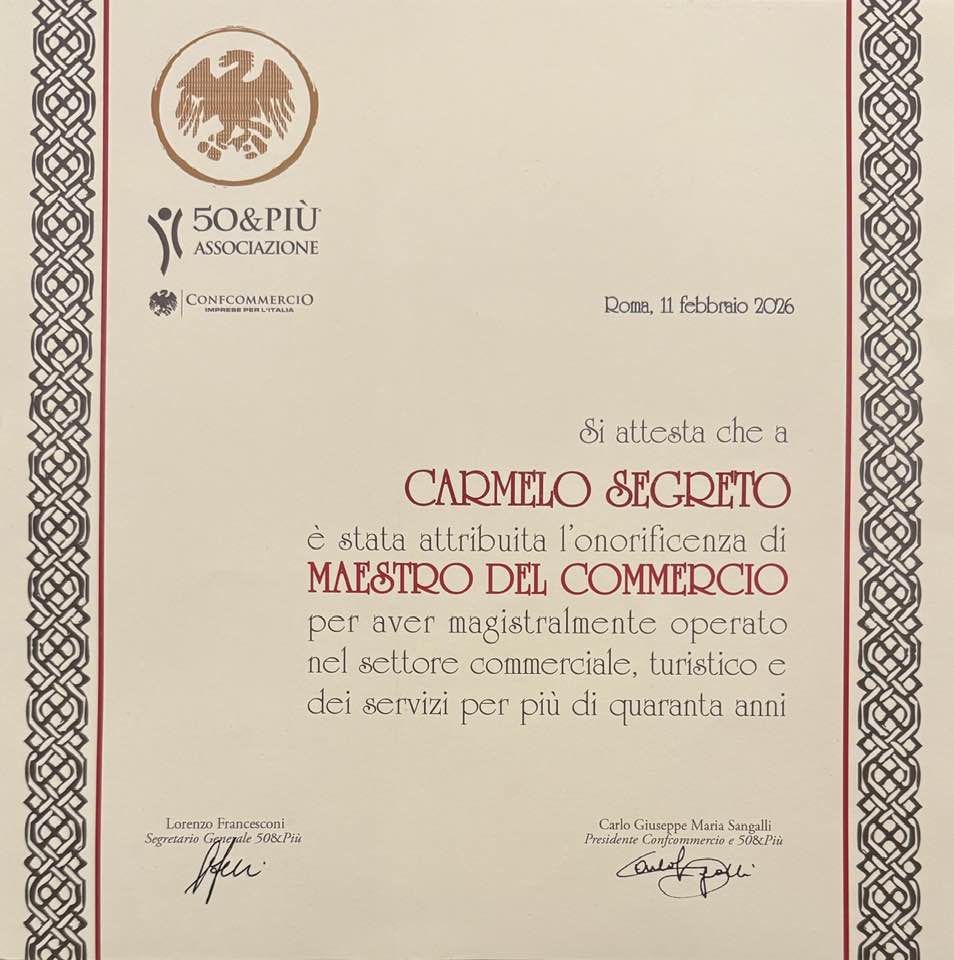 50&PIÙ
ASSOCIAZIONE
CONFCOMMERCIO
IMPRESE PER L'ITALIA
Roma, 11 febbraio 2026
Si attesta che a
CARMELO SEGRETO
è stata attribuita l'onorificenza di
MAESTRO DEL COMMERCIO
per aver magistralmente operato
nel settore commerciale, turistico e
dei servizi per più di quaranta anni
Lorenzo Francesconi
Segretario Generale 50&Più
Carlo Giuseppe Maria Sangalli
Presidente Confcommercio e 50&Più